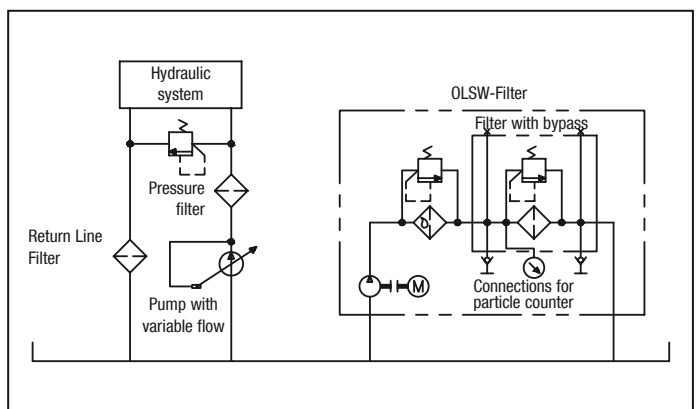 Hydraulic
system
Pressure
filter
Return Line
Filter
Pump with
variable flow
OLSW-Filter
Filter with bypass
M
Connections for
particle counter